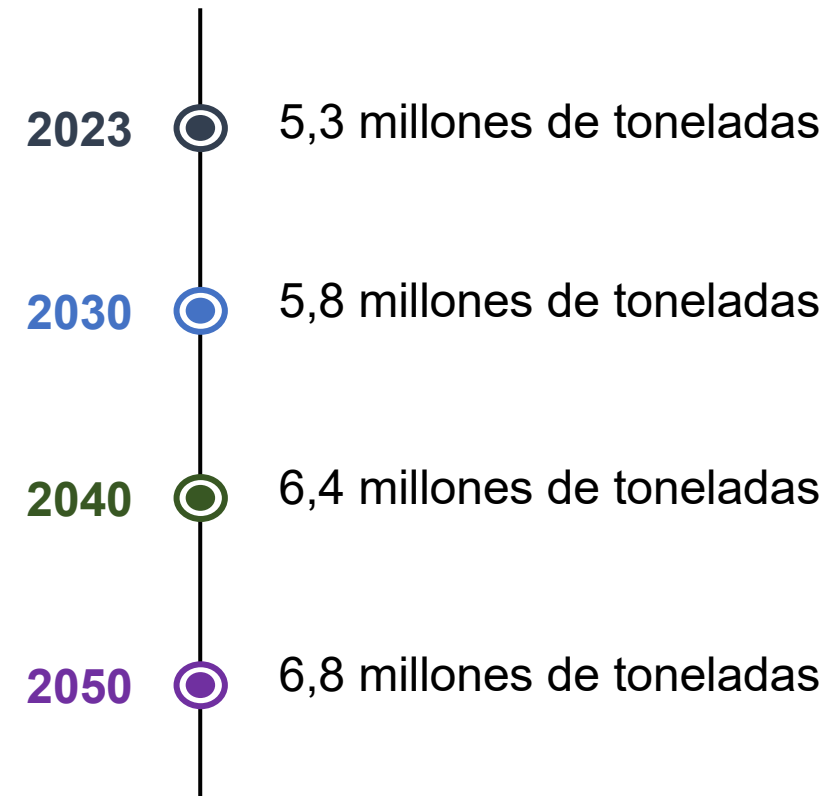 2023 5,3 millones de toneladas
2030 5,8 millones de toneladas
2040 6,4 millones de toneladas
2050 6,8 millones de toneladas